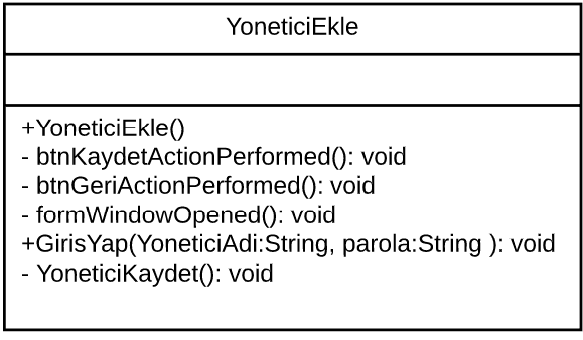 YoneticiEkle
+YoneticiEkle()
- btnKaydetActionPerformed(): void
- btnGeriActionPerformed(): void
- formWindowOpened(): void
+GirisYap(YoneticiAdi:String, parola:String ): void
- YoneticiKaydet(): void